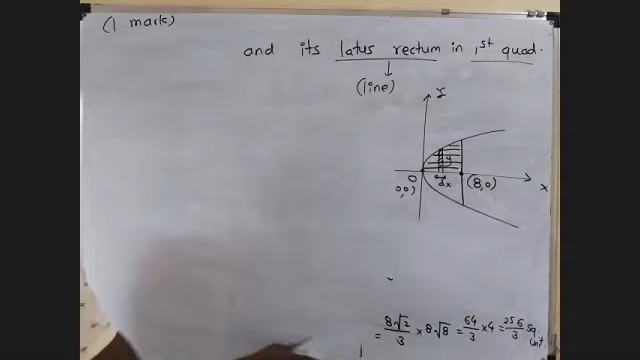 (1 mark)
and its latus rectum in 1st quad.
(line)
Y
y
O
(0,0)
dx
(8,0)
x
= 8√2/3 × 8√8 = 64/3 × 4 = 256/3 sq. unit